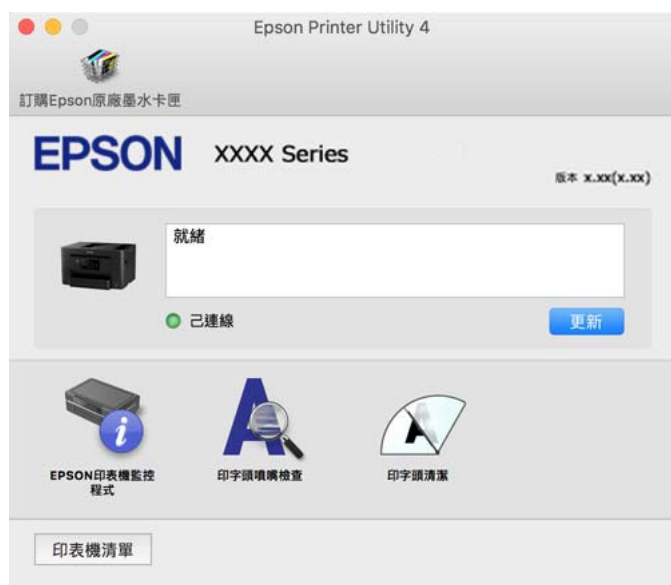 Epson Printer Utility 4
訂購Epson原廠墨水卡匣
EPSON XXXX Series
版本 x.xx(x.xx)
就緒
己連線
更新
EPSON印表機監控
程式
印字頭噴嘴檢查
印字頭清潔
印表機清單